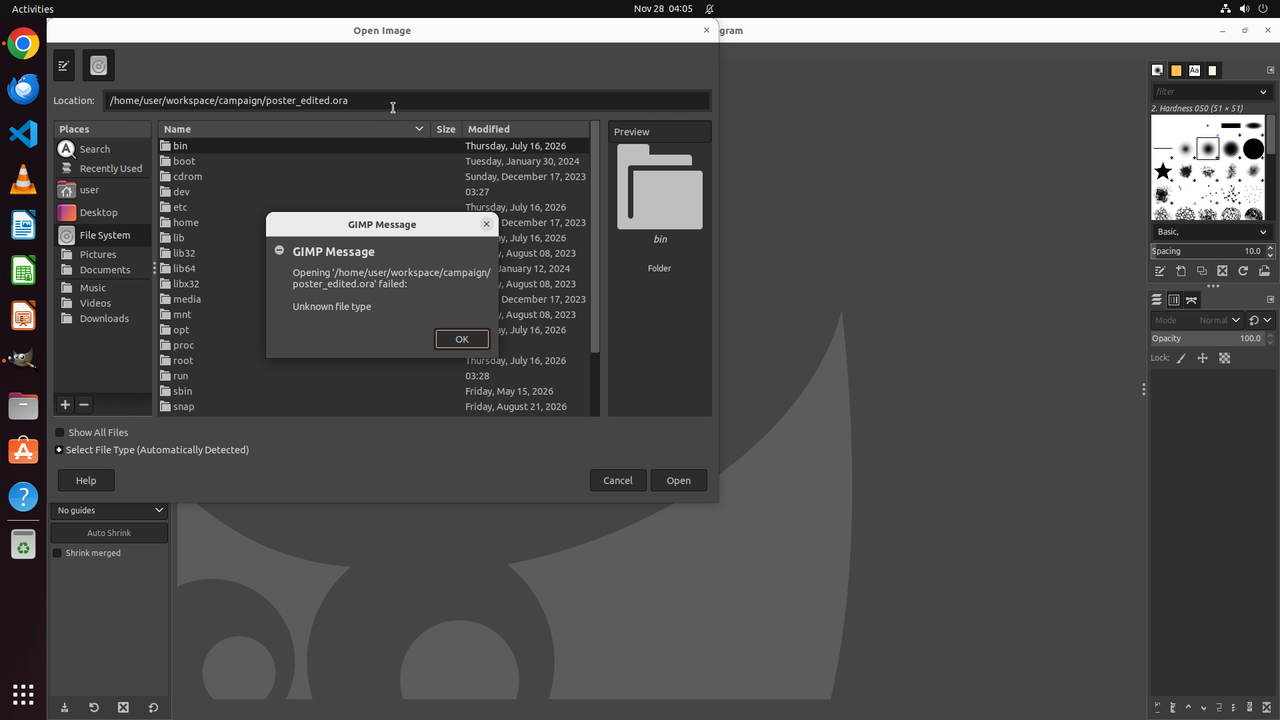 Activities
Nov 28 04:05
Open Image
gram
Location:
/home/user/workspace/campaign/poster_edited.ora
Places
Search
Recently Used
user
Desktop
File System
Pictures
Documents
Music
Videos
Downloads
Name Size Modified
bin Thursday, July 16, 2026
boot Tuesday, January 30, 2024
cdrom Sunday, December 17, 2023
dev 03:27
etc Thursday, July 16, 2026
home , December 17, 2023
lib y, July 16, 2026
lib32 , August 08, 2023
lib64 January 12, 2024
libx32 , August 08, 2023
media , December 17, 2023
mnt , August 08, 2023
opt y, July 16, 2026
proc
root Thursday, July 16, 2026
run 03:28
sbin Friday, May 15, 2026
snap Friday, August 21, 2026
Preview
bin
Folder
GIMP Message
GIMP Message
Opening '/home/user/workspace/campaign/
poster_edited.ora' failed:
Unknown file type
OK
Show All Files
Select File Type (Automatically Detected)
Help
Cancel
Open
No guides
Auto Shrink
Shrink merged
Aa
filter
2. Hardness 050 (51 × 51)
Basic,
Spacing 10.0
Mode Normal
Opacity 100.0
Lock: